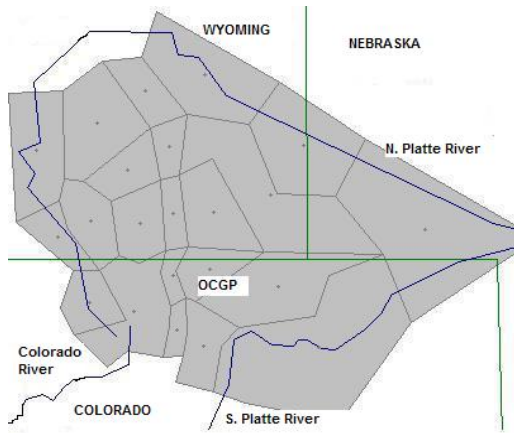 WYOMING
NEBRASKA
N. Platte River
OCGP
Colorado
River
COLORADO
S. Platte River